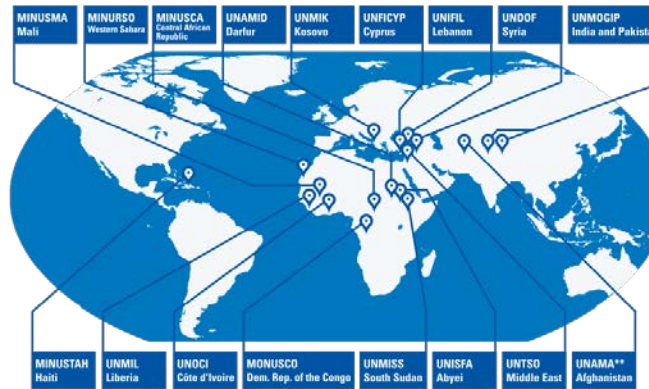 MINUSMA
Mali
MINURSO
Western Sahara
MINUSCA
Central African
Republic
UNAMID
Darfur
UNMIK
Kosovo
UNFICYP
Cyprus
UNIFIL
Lebanon
UNDOF
Syria
UNMOGIP
India and Pakista
MINUSTAH
Haiti
UNMIL
Liberia
UNOCI
Côte d'Ivoire
MONUSCO
Dem. Rep. of the Congo
UNMISS
South Sudan
UNISFA
Abyei
UNTSO
Middle East
UNAMA**
Afghanistan